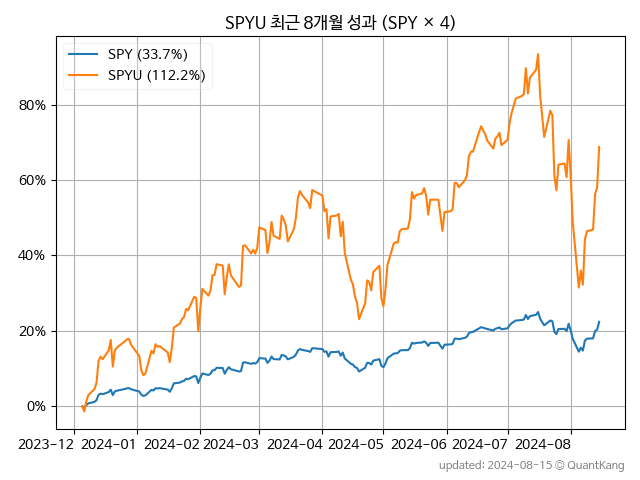 SPYU 최근 8개월 성과 (SPY × 4)
SPY (33.7%)
SPYU (112.2%)
80%
60%
40%
20%
0%
2023-12 2024-01 2024-02 2024-03 2024-04 2024-05 2024-06 2024-07 2024-08
updated: 2024-08-15 © QuantKang